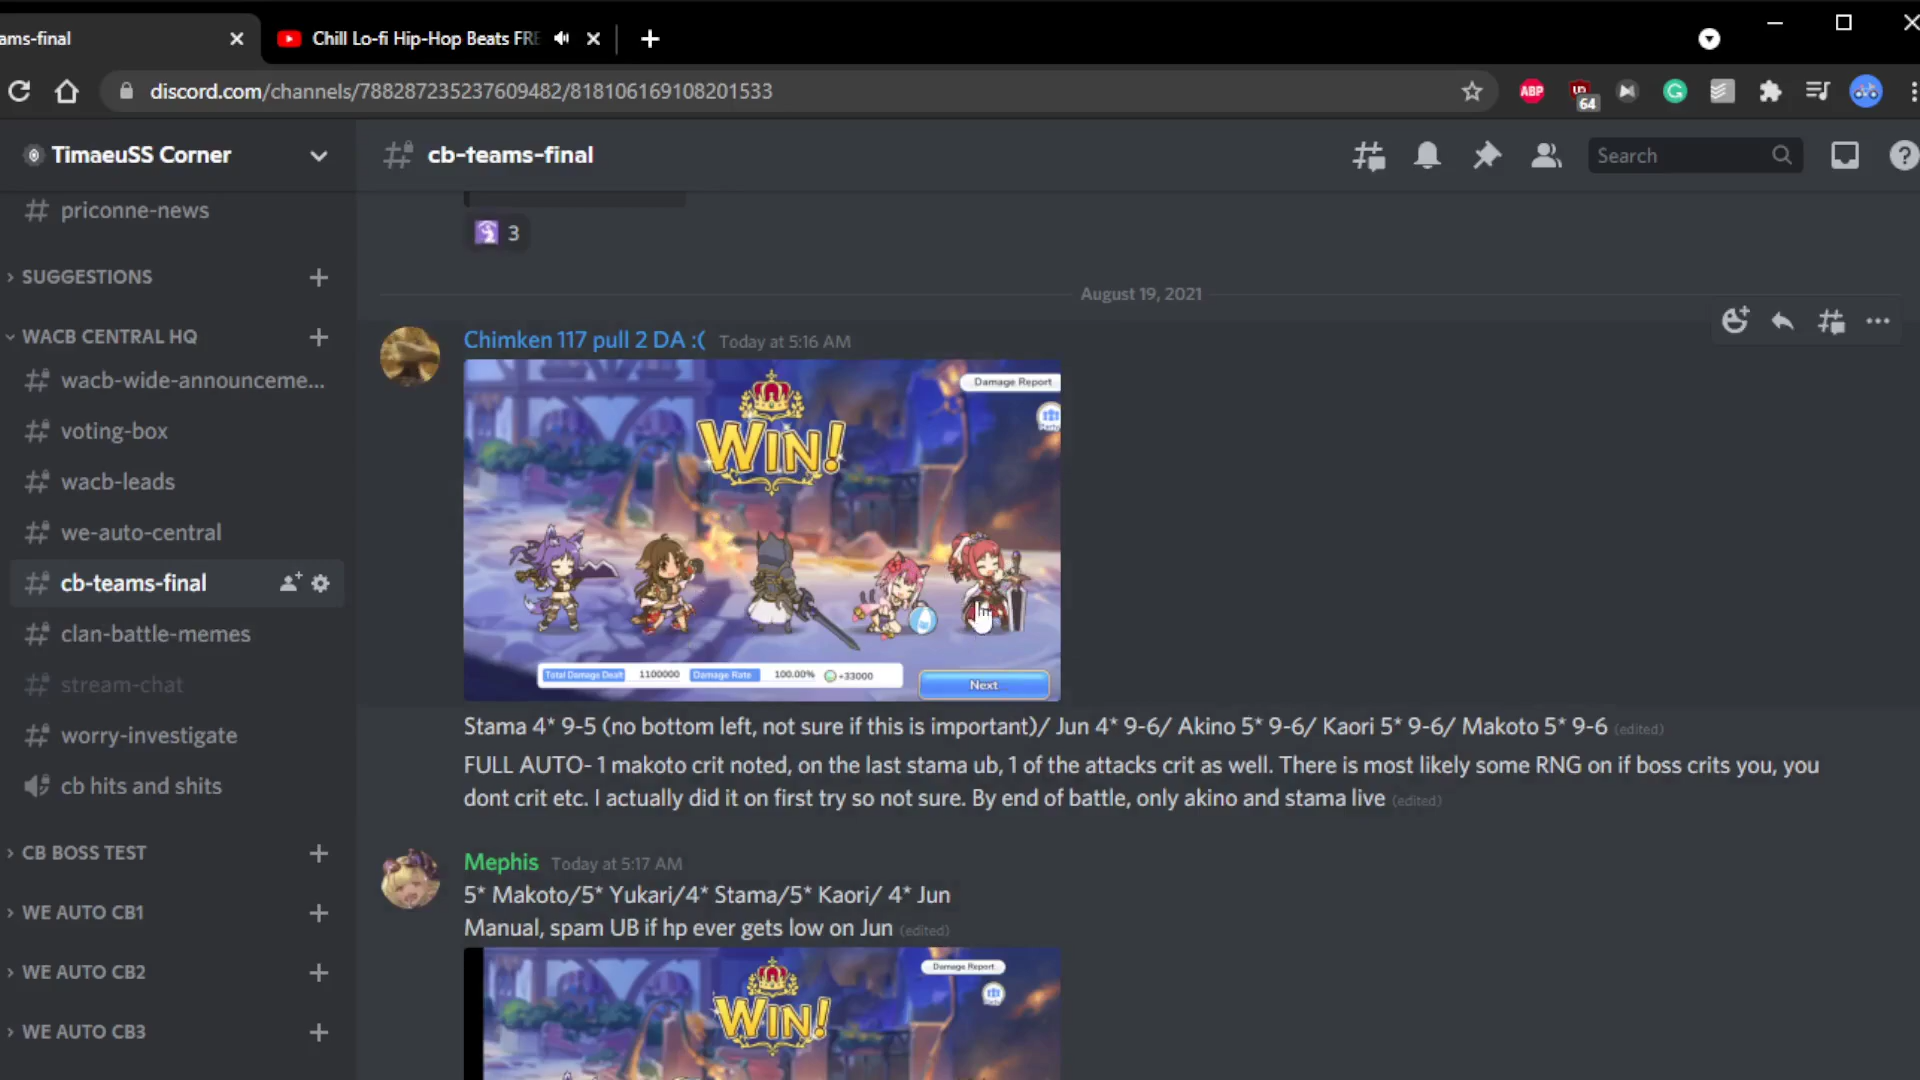 ams-final
Chill Lo-fi Hip-Hop Beats FRE
discord.com/channels/788287235237609482/818106169108201533
ABP
64
TimaeuSS Corner
cb-teams-final
Search
priconne-news
3
SUGGESTIONS
August 19, 2021
WACB CENTRAL HQ
Chimken 117 pull 2 DA :( Today at 5:16 AM
wacb-wide-announceme...
Damage Report
WIN!
voting-box
wacb-leads
we-auto-central
cb-teams-final
clan-battle-memes
stream-chat
Total Damage Dealt 1100000 Damage Rate 100.00% +33000
Next
Stama 4* 9-5 (no bottom left, not sure if this is important)/ Jun 4* 9-6/ Akino 5* 9-6/ Kaori 5* 9-6/ Makoto 5* 9-6 (edited)
worry-investigate
FULL AUTO- 1 makoto crit noted, on the last stama ub, 1 of the attacks crit as well. There is most likely some RNG on if boss crits you, you
cb hits and shits
dont crit etc. I actually did it on first try so not sure. By end of battle, only akino and stama live (edited)
CB BOSS TEST
Mephis Today at 5:17 AM
5* Makoto/5* Yukari/4* Stama/5* Kaori/ 4* Jun
WE AUTO CB1
Manual, spam UB if hp ever gets low on Jun (edited)
WE AUTO CB2
Damage Report
WIN!
WE AUTO CB3